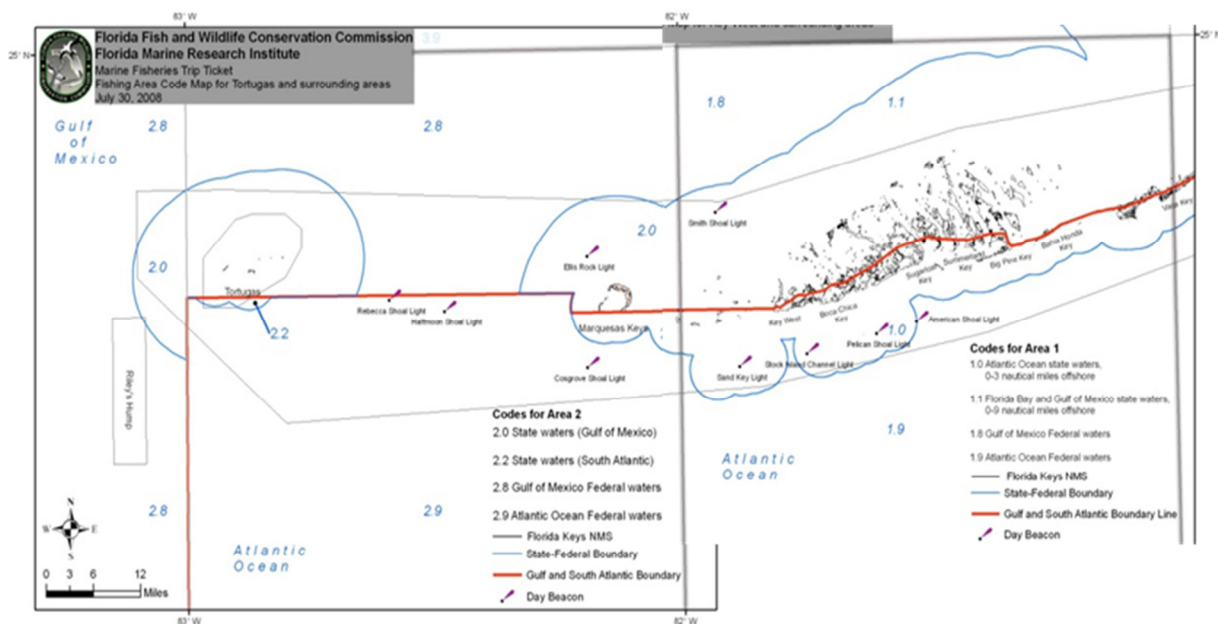 83° W
82° W
25° N
25° N
Florida Fish and Wildlife Conservation Commission
Florida Marine Research Institute
Marine Fisheries Trip Ticket
Fishing Area Code Map for Tortugas and surrounding areas
July 30, 2008
3.9
Map for Key West and surrounding areas
Gulf
of
Mexico
2.8
2.8
1.8
1.1
2.0
2.0
Smith Shoal Light
Ellis Rock Light
Tortugas
2.2
Rebecca Shoal Light
Halfmoon Shoal Light
Marquesas Keys
Cosgrove Shoal Light
Key West
Boca Chica
Key
Sugarloaf
Key
Summerland
Key
Big Pine Key
Bahia Honda
Key
Vaca Key
1.0
American Shoal Light
Pelican Shoal Light
Stock Island Channel Light
Sand Key Light
Riley's Hump
1.9
Atlantic
Ocean
2.8
2.9
Atlantic
Ocean
N
W E
S
0 3 6 12
Miles
Codes for Area 2
2.0 State waters (Gulf of Mexico)
2.2 State waters (South Atlantic)
2.8 Gulf of Mexico Federal waters
2.9 Atlantic Ocean Federal waters
Florida Keys NMS
State-Federal Boundary
Gulf and South Atlantic Boundary
Day Beacon
Codes for Area 1
1.0 Atlantic Ocean state waters,
0-3 nautical miles offshore
1.1 Florida Bay and Gulf of Mexico state waters,
0-9 nautical miles offshore
1.8 Gulf of Mexico Federal waters
1.9 Atlantic Ocean Federal waters
Florida Keys NMS
State-Federal Boundary
Gulf and South Atlantic Boundary Line
Day Beacon
83° W
82° W